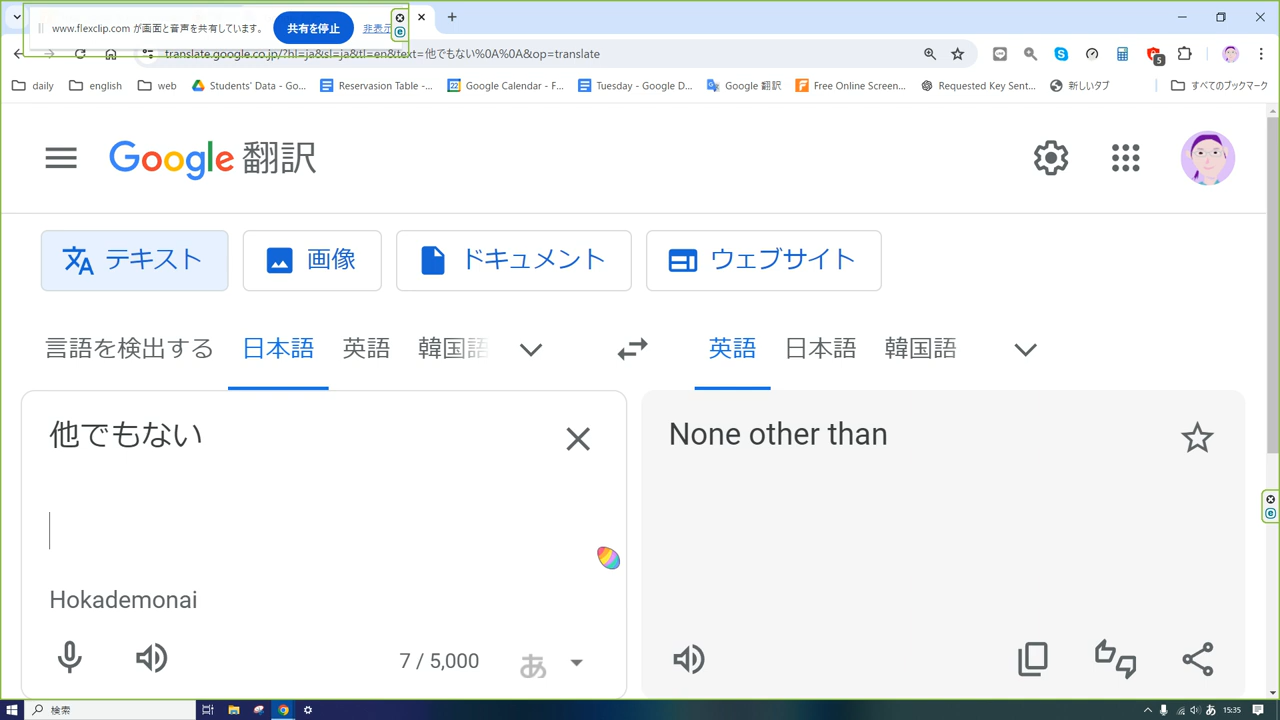 www.flexclip.com が画面と音声を共有しています。 共有を停止 非表示
translate.google.co.jp/?hl=ja&sl=ja&tl=en&text=他でもない%0A%0A&op=translate
5
daily english web Students' Data - Go... Reservasion Table -... Google Calendar - F... Tuesday - Google D... Google 翻訳 Free Online Screen... Requested Key Sent... 新しいタブ すべてのブックマーク
Google 翻訳
テキスト 画像 ドキュメント ウェブサイト
言語を検出する 日本語 英語 韓国語 英語 日本語 韓国語
他でもない
None other than
Hokademonai
7 / 5,000 あ
検索 あ 15:35